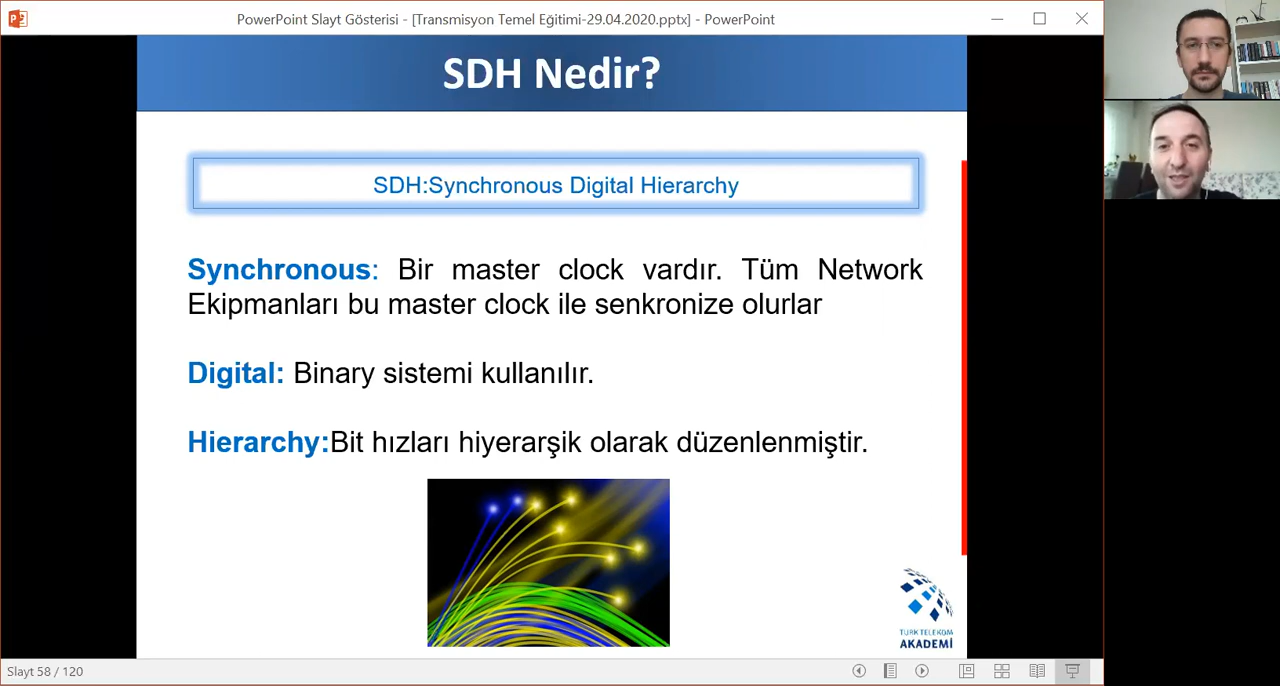 PowerPoint Slayt Gösterisi - [Transmisyon Temel Eğitimi-29.04.2020.pptx] - PowerPoint
SDH Nedir?
SDH:Synchronous Digital Hierarchy
Synchronous: Bir master clock vardır. Tüm Network
Ekipmanları bu master clock ile senkronize olurlar
Digital: Binary sistemi kullanılır.
Hierarchy:Bit hızları hiyerarşik olarak düzenlenmiştir.
TÜRK TELEKOM
AKADEMİ
Slayt 58 / 120